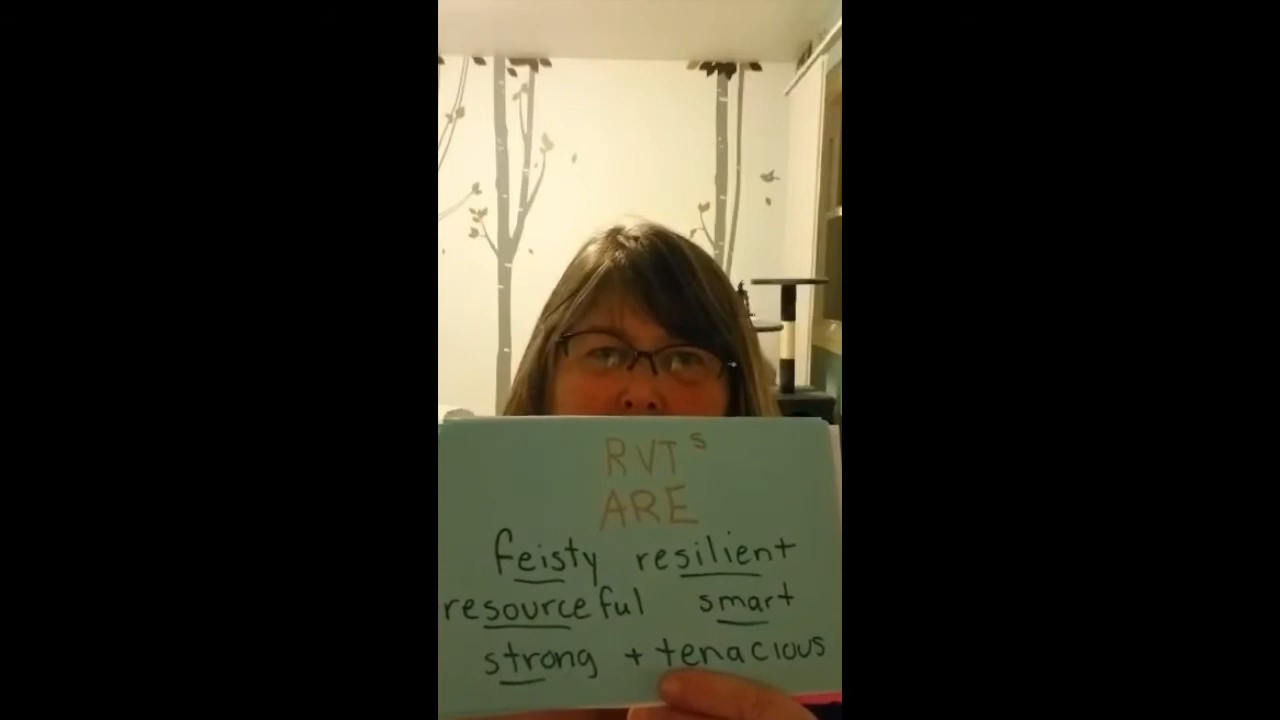 RVTs
ARE
feisty resilient
resourceful smart
strong + tenacious